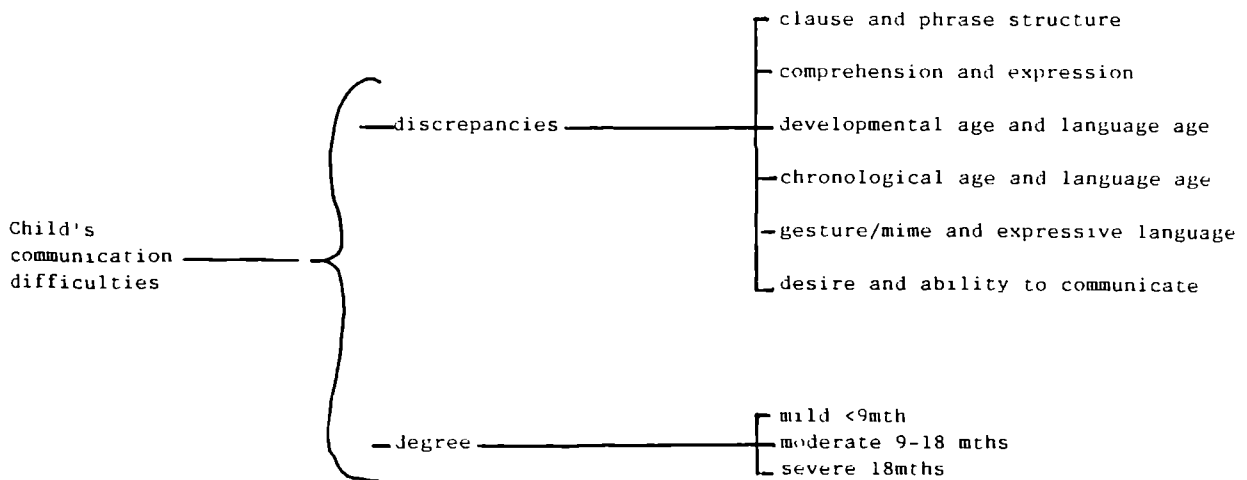 clause and phrase structure
comprehension and expression
discrepancies
developmental age and language age
chronological age and language age
Child's
communication
difficulties
gesture/mime and expressive language
desire and ability to communicate
degree
mild <9mth
moderate 9-18 mths
severe 18mths